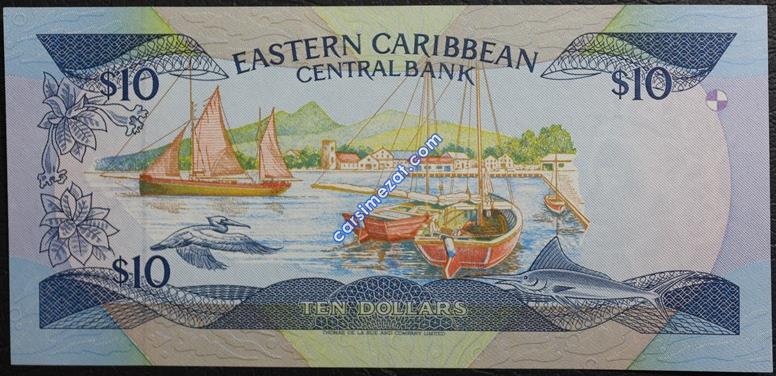 EASTERN CARIBBEAN
CENTRAL BANK
$10
$10
carsimezat.com
$10
TEN DOLLARS
THOMAS DE LA RUE AND COMPANY LIMITED